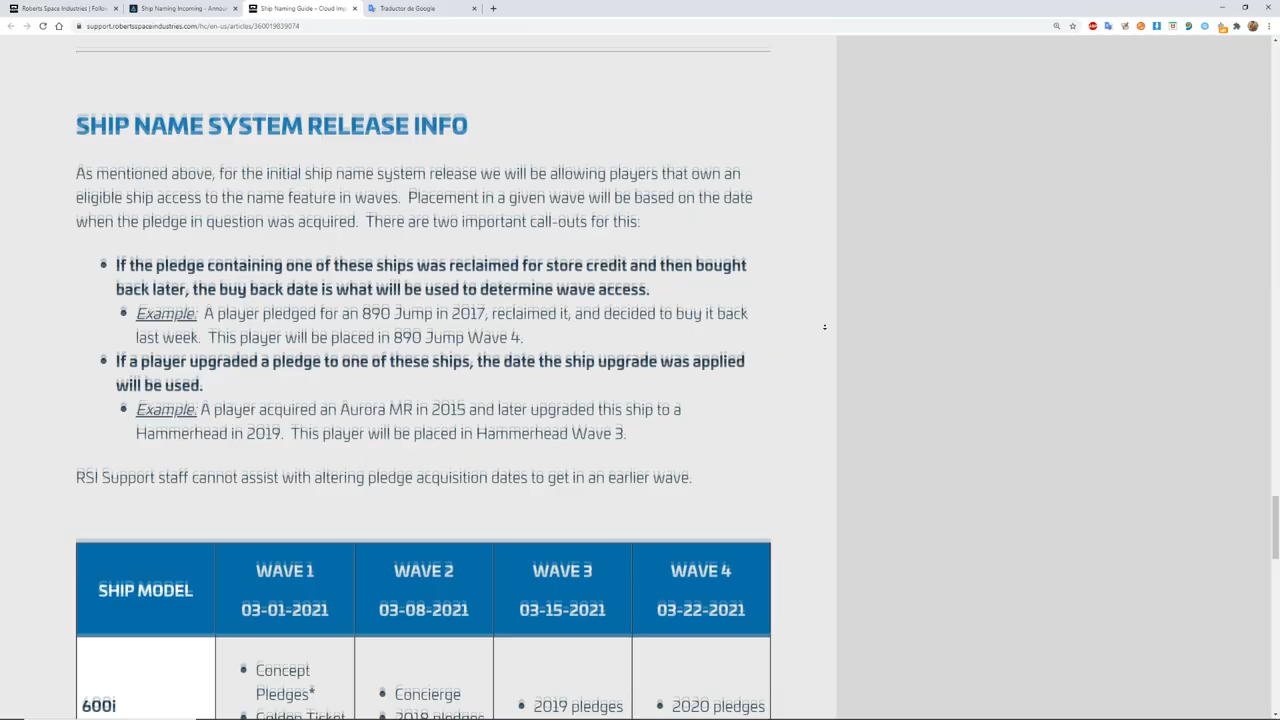 Roberts Space Industries | Follow
Ship Naming Incoming - Annou
Ship Naming Guide – Cloud Imp
Traductor de Google
support.robertsspaceindustries.com/hc/en-us/articles/360019839074
SHIP NAME SYSTEM RELEASE INFO
As mentioned above, for the initial ship name system release we will be allowing players that own an
eligible ship access to the name feature in waves. Placement in a given wave will be based on the date
when the pledge in question was acquired. There are two important call-outs for this:
• If the pledge containing one of these ships was reclaimed for store credit and then bought
back later, the buy back date is what will be used to determine wave access.
• Example: A player pledged for an 890 Jump in 2017, reclaimed it, and decided to buy it back
last week. This player will be placed in 890 Jump Wave 4.
• If a player upgraded a pledge to one of these ships, the date the ship upgrade was applied
will be used.
• Example: A player acquired an Aurora MR in 2015 and later upgraded this ship to a
Hammerhead in 2019. This player will be placed in Hammerhead Wave 3.
RSI Support staff cannot assist with altering pledge acquisition dates to get in an earlier wave.
SHIP MODEL
WAVE 1
03-01-2021
WAVE 2
03-08-2021
WAVE 3
03-15-2021
WAVE 4
03-22-2021
600i
• Concept
Pledges*
• Golden Ticket
• Concierge
• 2018 pledges
• 2019 pledges
• 2020 pledges